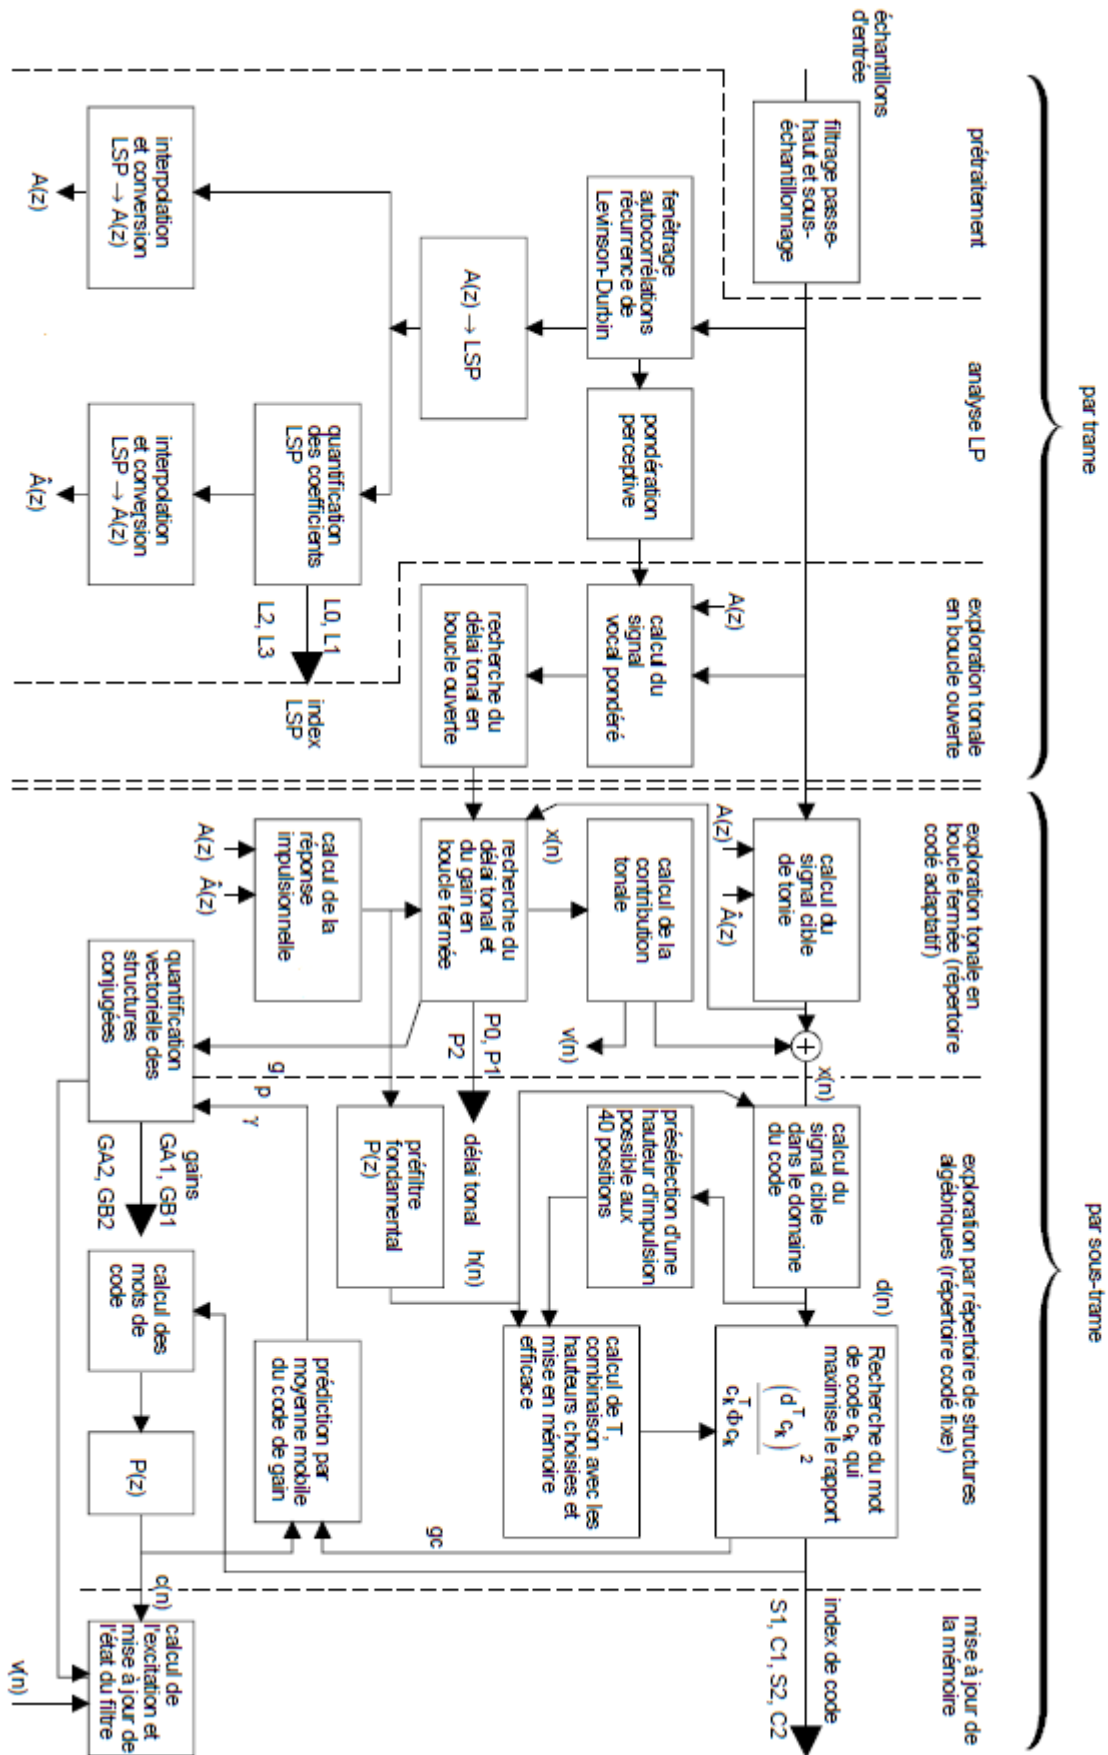 par trame
par sous-trame
prétraitement
analyse LP
exploration tonale
en boucle ouverte
exploration tonale en
boucle fermée (répertoire
codé adaptatif)
exploration par répertoire de structures
algébriques (répertoire codé fixe)
mise à jour de
la mémoire
échantillons
d'entrée
filtrage passe-
haut et sous-
échantillonnage
calcul du
signal cible
de tonie
A(z)
Â(z)
+
x(n)
calcul du
signal cible
dans le domaine
du code
d(n)
Recherche du mot
de code ck qui
maximise le rapport
(d^T ck)^2
ck^T Φ ck
index de code
S1, C1, S2, C2
fenêtrage
autocorrélations
récurrence de
Levinson-Durbin
pondération
perceptive
A(z)
calcul du
signal
vocal pondéré
x(n)
calcul de la
contribution
tonale
v(n)
présélection d'une
hauteur d'impulsion
possible aux
40 positions
calcul de T,
combinaison avec les
hauteurs choisies et
mise en mémoire
efficace
gc
A(z) → LSP
recherche du
délai tonal en
boucle ouverte
recherche du
délai tonal et
du gain en
boucle fermée
P0, P1
P2
délai tonal
h(n)
quantification
des coefficients
LSP
L0, L1
L2, L3
index
LSP
calcul de la
réponse
impulsionnelle
A(z)
Â(z)
préfiltre
fondamental
P(z)
prédiction par
moyenne mobile
du code de gain
g
p
γ
interpolation
et conversion
LSP → A(z)
A(z)
interpolation
et conversion
LSP → A(z)
Â(z)
quantification
vectorielle des
structures
conjuguées
gains
GA1, GB1
GA2, GB2
calcul des
mots de
code
P(z)
c(n)
calcul de
l'excitation et
mise à jour de
l'état du filtre
v(n)